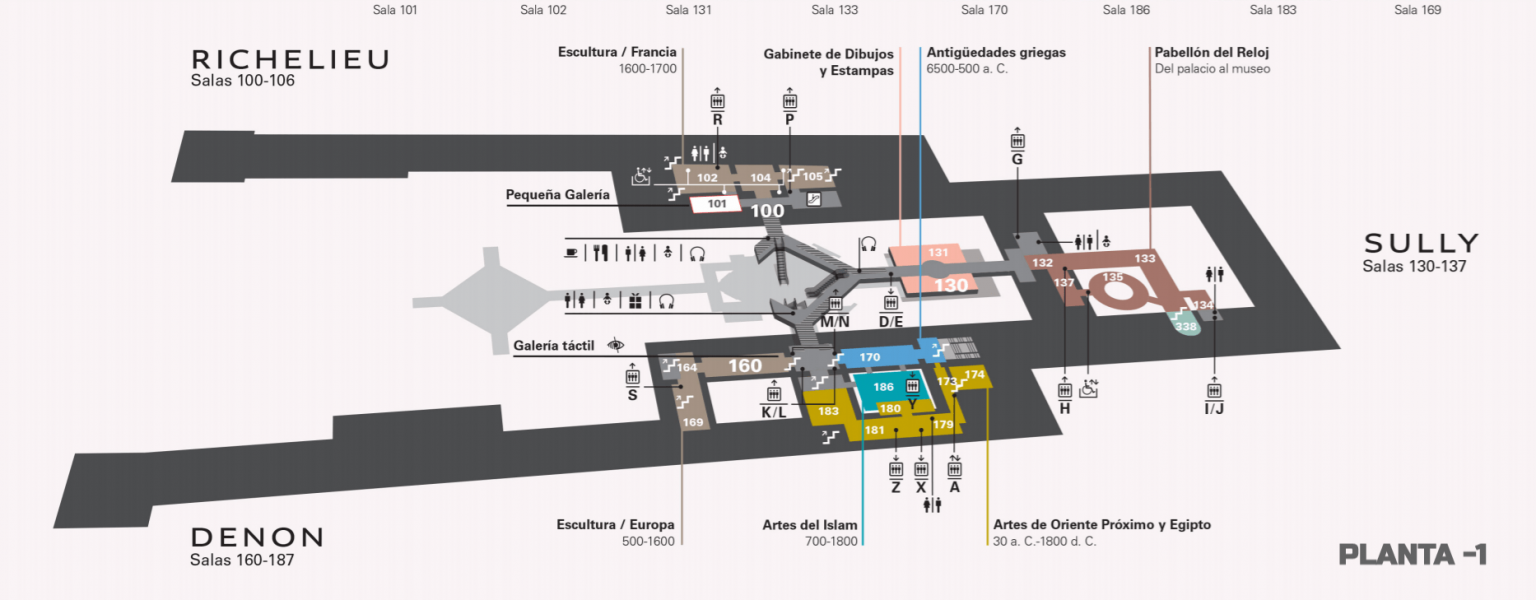 Sala 101
Sala 102
Sala 131
Sala 133
Sala 170
Sala 186
Sala 183
Sala 169
RICHELIEU
Salas 100-106
Escultura / Francia
1600-1700
Gabinete de Dibujos
y Estampas
Antigüedades griegas
6500-500 a. C.
Pabellón del Reloj
Del palacio al museo
R
P
G
102
104
105
Pequeña Galería
101
100
SULLY
Salas 130-137
131
130
132
133
137
135
134
338
M/N
D/E
Galería táctil
164
160
170
S
K/L
186
Y
173
174
H
I/J
183
180
169
181
179
Z
X
A
DENON
Salas 160-187
Escultura / Europa
500-1600
Artes del Islam
700-1800
Artes de Oriente Próximo y Egipto
30 a. C.-1800 d. C.
PLANTA -1